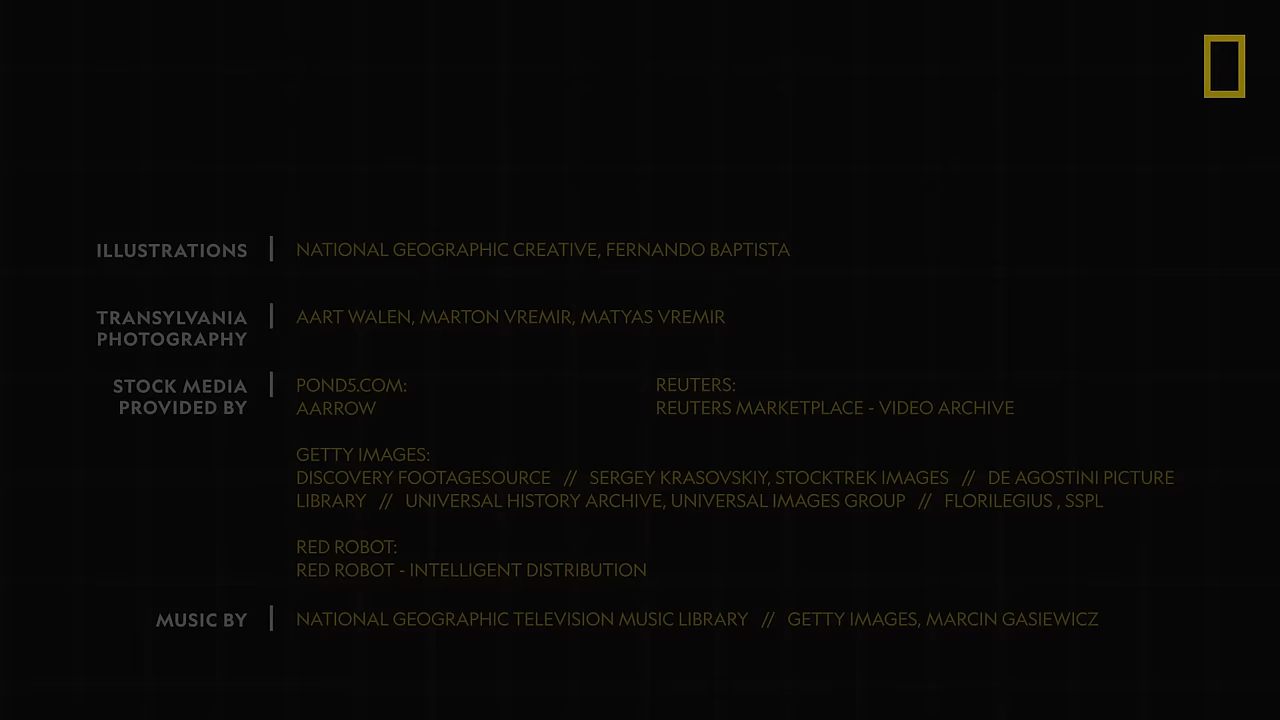 ILLUSTRATIONS | NATIONAL GEOGRAPHIC CREATIVE, FERNANDO BAPTISTA
TRANSYLVANIA | AART WALEN, MARTON VREMIR, MATYAS VREMIR
PHOTOGRAPHY
STOCK MEDIA | POND5.COM: REUTERS:
PROVIDED BY AARROW REUTERS MARKETPLACE - VIDEO ARCHIVE
GETTY IMAGES:
DISCOVERY FOOTAGESOURCE // SERGEY KRASOVSKIY, STOCKTREK IMAGES // DE AGOSTINI PICTURE
LIBRARY // UNIVERSAL HISTORY ARCHIVE, UNIVERSAL IMAGES GROUP // FLORILEGIUS , SSPL
RED ROBOT:
RED ROBOT - INTELLIGENT DISTRIBUTION
MUSIC BY | NATIONAL GEOGRAPHIC TELEVISION MUSIC LIBRARY // GETTY IMAGES, MARCIN GASIEWICZ